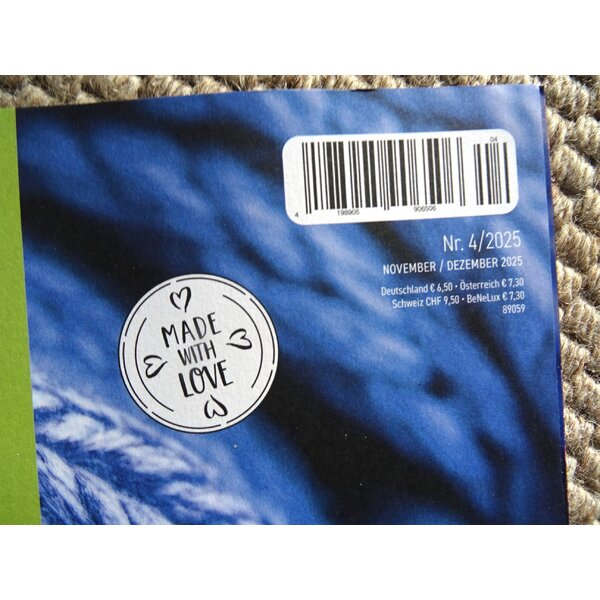 04
4 198905 906506
Nr. 4/2025
NOVEMBER / DEZEMBER 2025
Deutschland € 6,50 • Österreich € 7,30
Schweiz CHF 9,50 • BeNeLux € 7,30
89059
MADE
WITH
LOVE